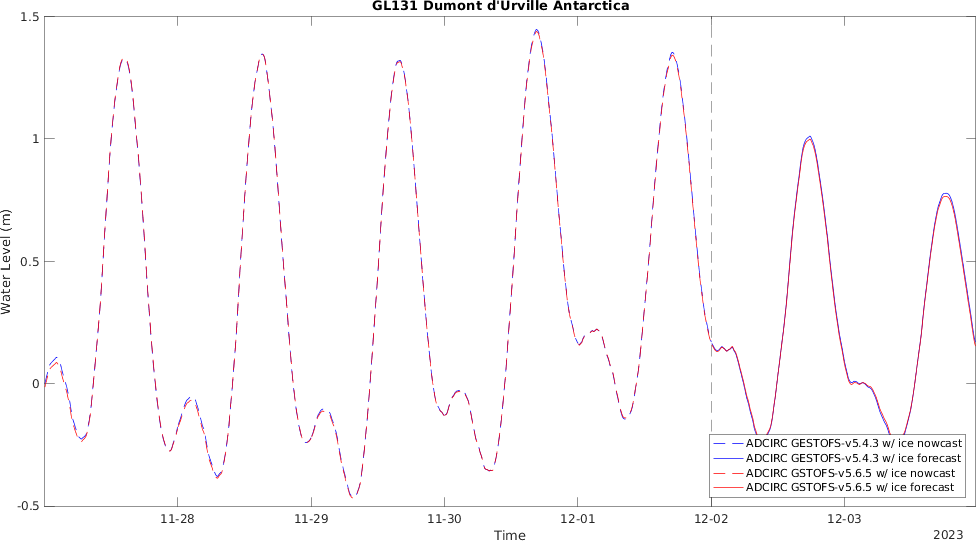 GL131 Dumont d'Urville Antarctica
1.5
1
0.5
0
-0.5
Water Level (m)
11-28
11-29
11-30
12-01
12-02
12-03
Time
2023
ADCIRC GESTOFS-v5.4.3 w/ ice nowcast
ADCIRC GESTOFS-v5.4.3 w/ ice forecast
ADCIRC GSTOFS-v5.6.5 w/ ice nowcast
ADCIRC GSTOFS-v5.6.5 w/ ice forecast